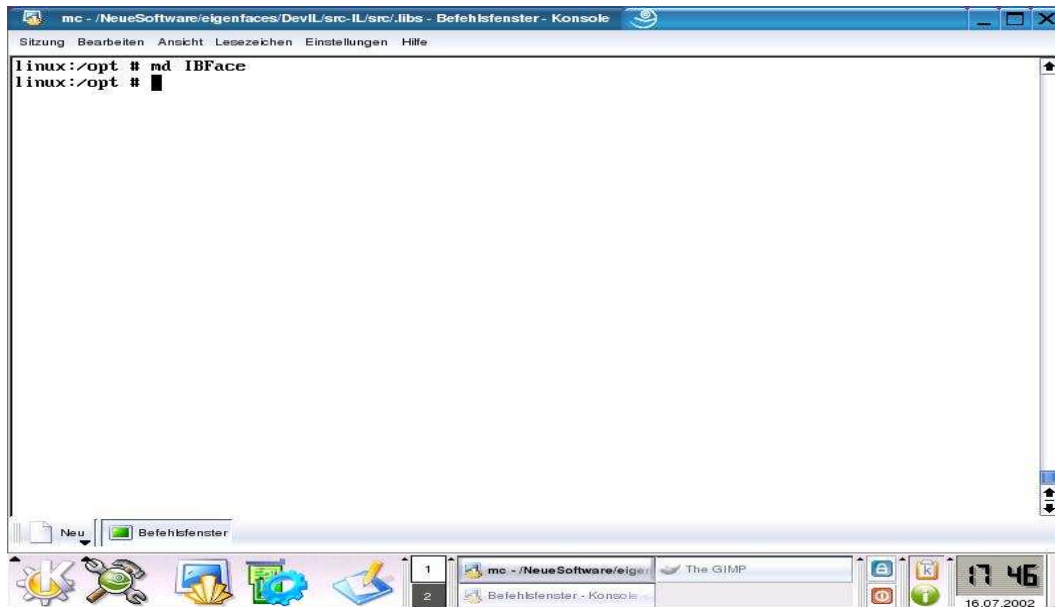 mc - /NeueSoftware/eigenfaces/DevIL/src-IL/src/.libs - Befehlsfenster - Konsole
Sitzung Bearbeiten Ansicht Lesezeichen Einstellungen Hilfe
linux:/opt # md IBFace
linux:/opt #
Neu Befehlsfenster
1 mc - /NeueSoftware/eigen The GIMP
2 Befehlsfenster - Konsole
17 46
16.07.2002